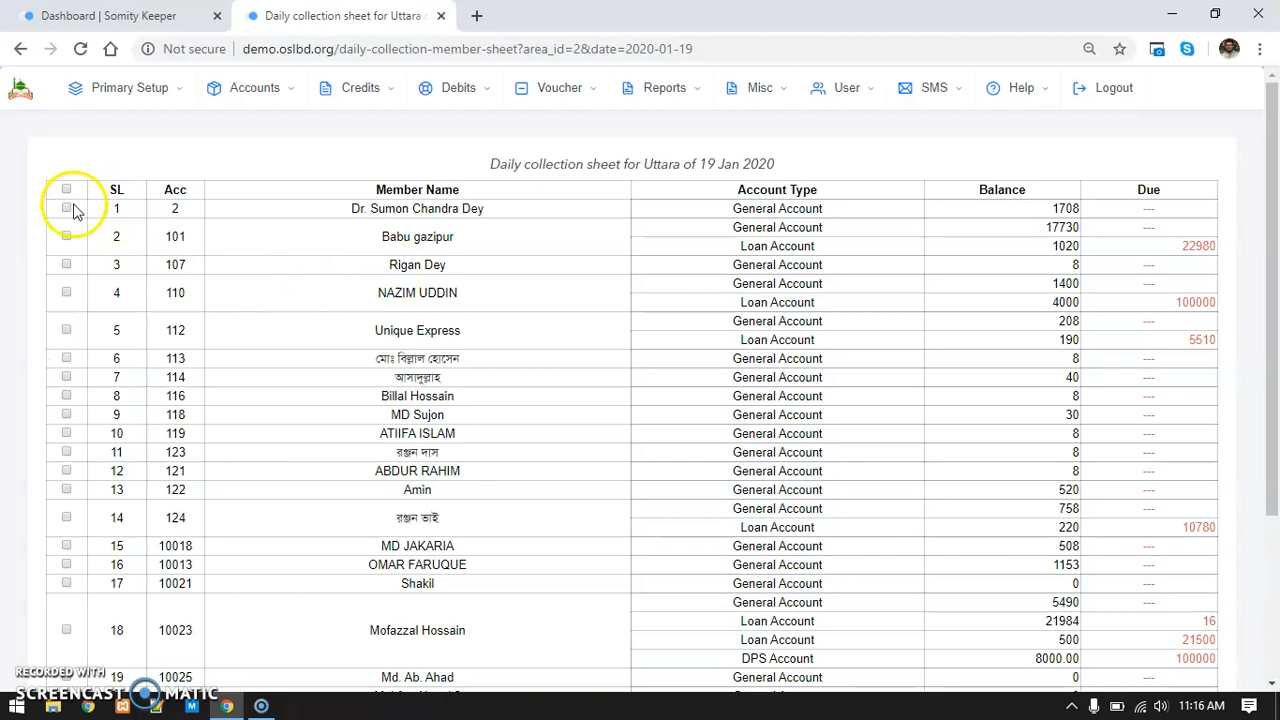 Dashboard | Somity Keeper
Daily collection sheet for Uttara
Not secure demo.oslbd.org/daily-collection-member-sheet?area_id=2&date=2020-01-19
Primary Setup Accounts Credits Debits Voucher Reports Misc User SMS Help Logout
Daily collection sheet for Uttara of 19 Jan 2020
SL Acc Member Name Account Type Balance Due
1 2 Dr. Sumon Chandra Dey General Account 1708 ---
2 101 Babu gazipur General Account 17730 ---
Loan Account 1020 22980
3 107 Rigan Dey General Account 8 ---
4 110 NAZIM UDDIN General Account 1400 ---
Loan Account 4000 100000
5 112 Unique Express General Account 208 ---
Loan Account 190 5510
6 113 মোঃ বিল্লাল হোসেন General Account 8 ---
7 114 আসাদুল্লাহ General Account 40 ---
8 116 Billal Hossain General Account 8 ---
9 118 MD Sujon General Account 30 ---
10 119 ATIIFA ISLAM General Account 8 ---
11 123 রঞ্জন দাস General Account 8 ---
12 121 ABDUR RAHIM General Account 8 ---
13 122 Amin General Account 520 ---
14 124 রঞ্জন ভাই General Account 758 ---
Loan Account 220 10780
15 10018 MD JAKARIA General Account 508 ---
16 10013 OMAR FARUQUE General Account 1153 ---
17 10021 Shakil General Account 0 ---
18 10023 Mofazzal Hossain General Account 5490 ---
Loan Account 21984 16
Loan Account 500 21500
DPS Account 8000.00 100000
19 10025 Md. Ab. Ahad General Account 0 ---
RECORDED WITH
SCREENCAST MATIC
11:16 AM